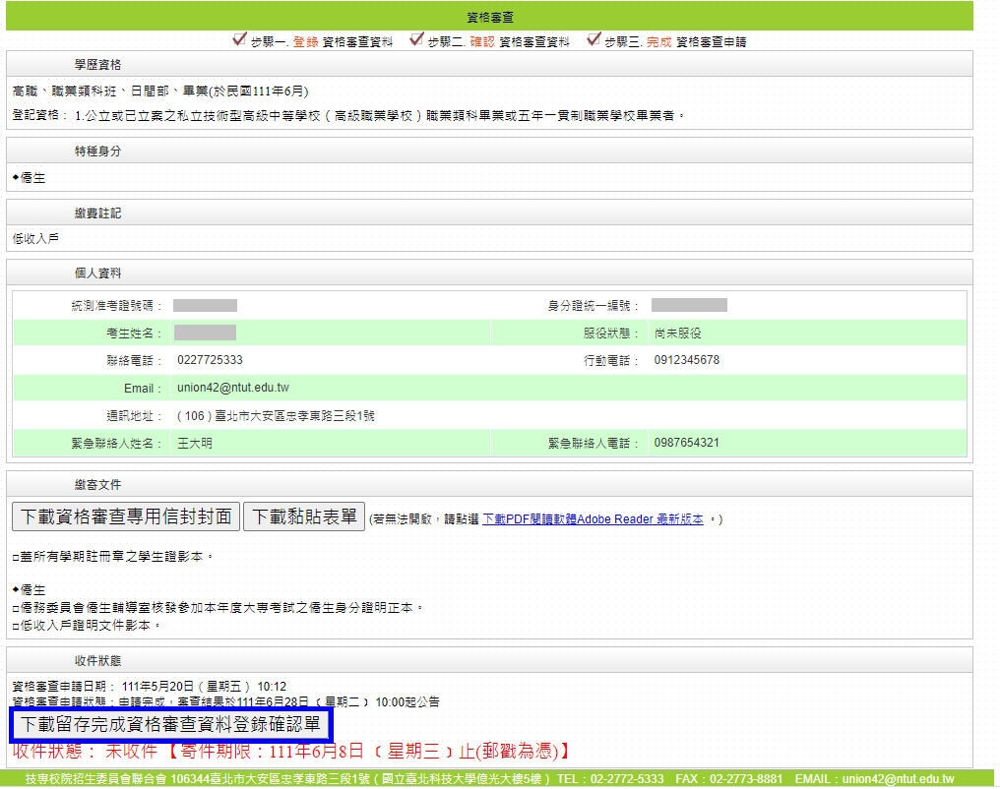 資格審查
步驟一. 登錄 資格審查資料 步驟二. 確認 資格審查資料 步驟三. 完成 資格審查申請
學歷資格
高職、職業類科班、日間部、畢業(於民國111年6月)
登記資格： 1.公立或已立案之私立技術型高級中等學校（高級職業學校）職業類科畢業或五年一貫制職業學校畢業者。
特種身分
◆僑生
繳費註記
低收入戶
個人資料
統測准考證號碼： 身分證統一編號：
考生姓名： 服役狀態： 尚未服役
聯絡電話： 0227725333 行動電話： 0912345678
Email： union42@ntut.edu.tw
通訊地址： ( 106 ) 臺北市大安區忠孝東路三段1號
緊急聯絡人姓名： 王大明 緊急聯絡人電話： 0987654321
繳寄文件
下載資格審查專用信封封面 下載黏貼表單 (若無法開啟，請點選 下載PDF閱讀軟體Adobe Reader 最新版本 。)
□蓋所有學期註冊章之學生證影本。
◆僑生
□僑務委員會僑生輔導室核發參加本年度大專考試之僑生身分證明正本。
□低收入戶證明文件影本。
收件狀態
資格審查申請日期： 111年5月20日（星期五） 10:12
資格審查申請狀態：申請完成，審查結果於111年6月28日﹙星期二﹚10:00起公告
下載留存完成資格審查資料登錄確認單
收件狀態： 未收件 【寄件期限：111年6月8日﹙星期三﹚止(郵戳為憑)】
技專校院招生委員會聯合會 106344臺北市大安區忠孝東路三段1號（國立臺北科技大學億光大樓5樓） TEL：02-2772-5333 FAX：02-2773-8881 EMAIL：union42@ntut.edu.tw